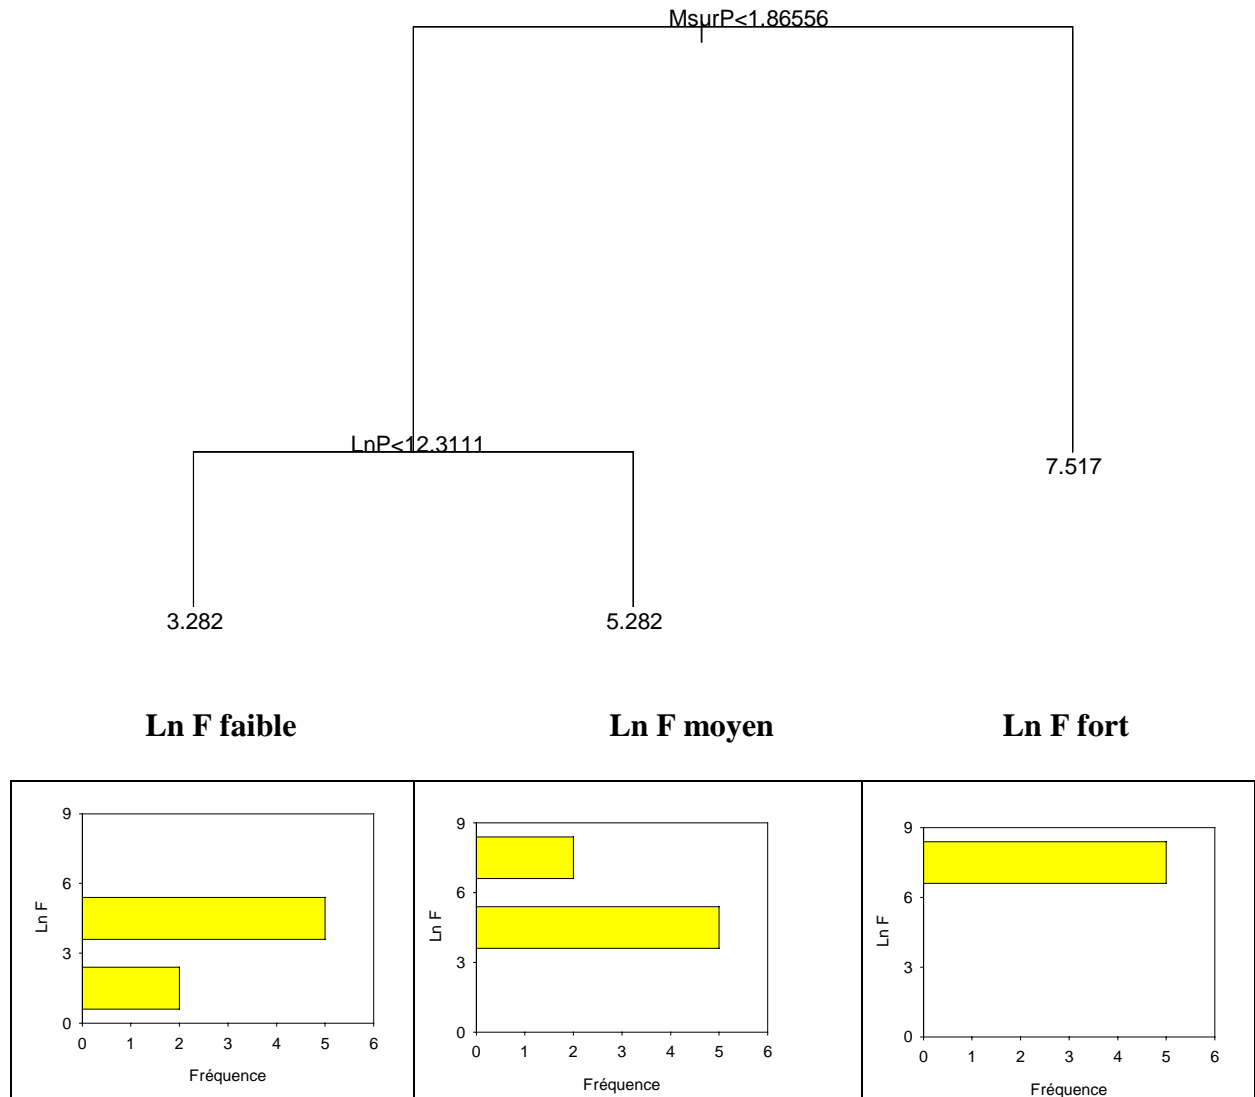 MsurP<1.86556
LnP<12.3111
7.517
3.282
5.282
Ln F faible
Ln F moyen
Ln F fort
9
6
3
0
Ln F
0 1 2 3 4 5 6
Fréquence
9
6
3
0
Ln F
0 1 2 3 4 5 6
Fréquence
9
6
3
0
Ln F
0 1 2 3 4 5 6
Fréquence